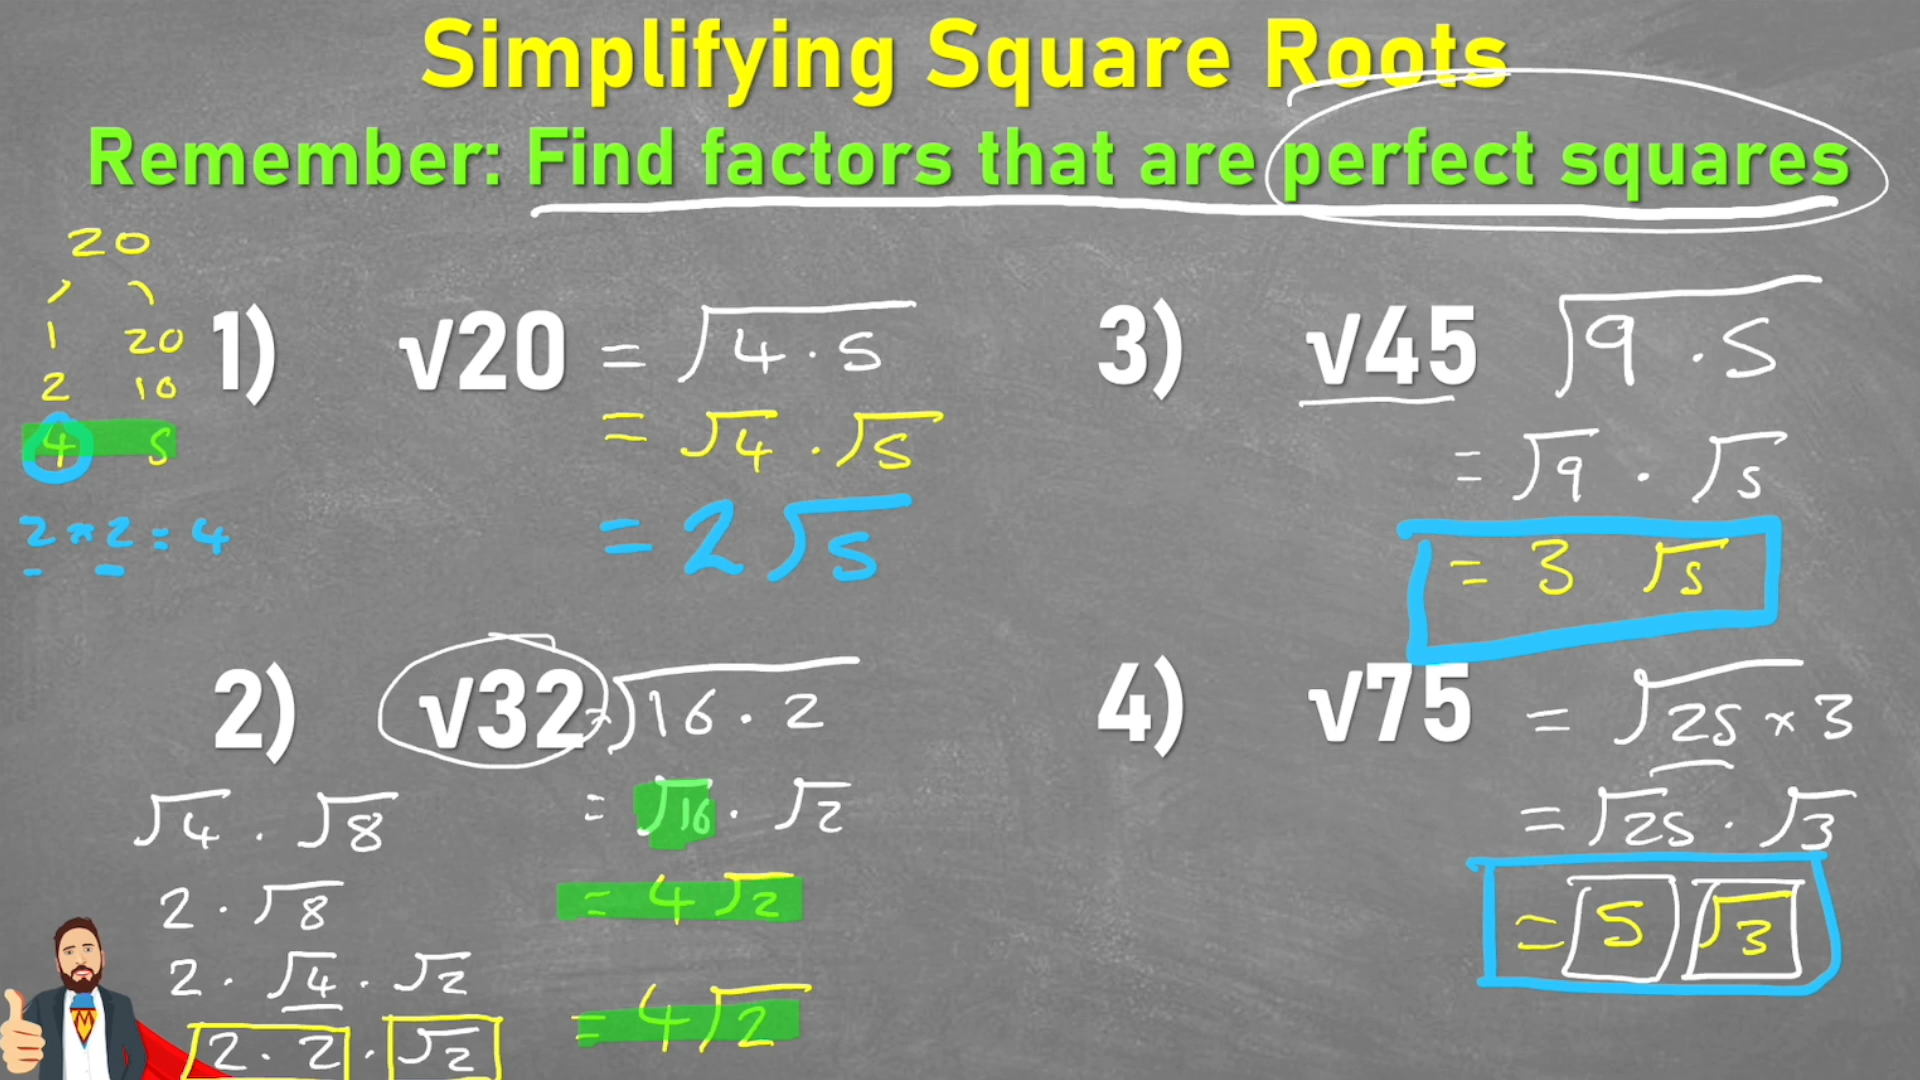 Simplifying Square Roots
Remember: Find factors that are perfect squares
20
1 20
2 10
4 5
2 × 2 = 4
1) √20 = √4 · 5
= √4 · √5
= 2√5
2) √32 = √16 · 2
= √16 · √2
= 4√2
= 4√2
√4 · √8
2 · √8
2 · √4 · √2
2 · 2 · √2
M
3) √45 √9 · 5
= √9 · √5
= 3 √5
4) √75 = √25 × 3
= √25 · √3
= 5 √3